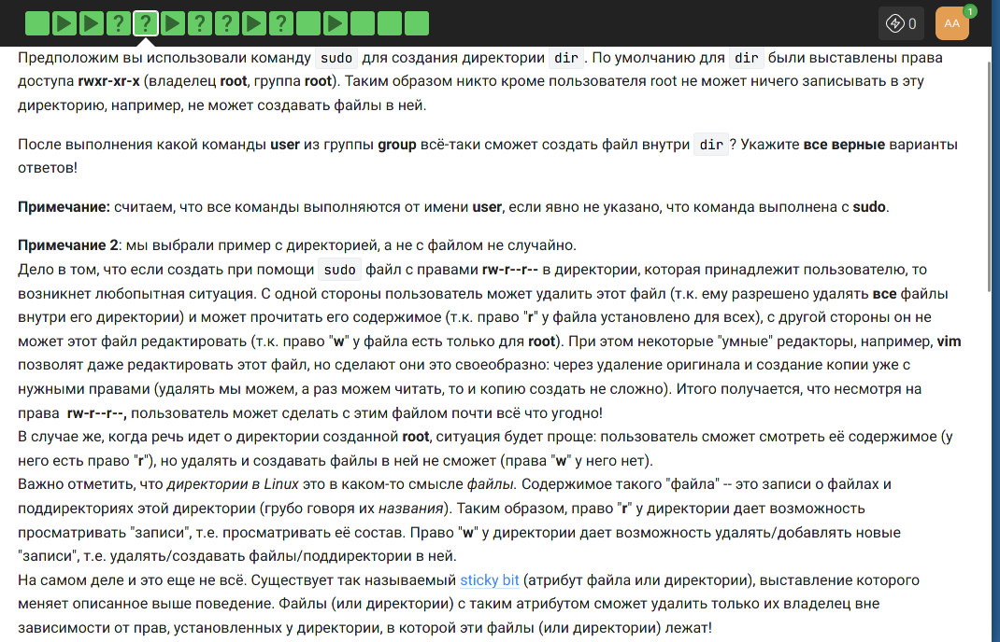 ? ? ? ? ?
0
AA
1
Предположим вы использовали команду sudo для создания директории dir. По умолчанию для dir были выставлены права
доступа rwxr-xr-x (владелец root, группа root). Таким образом никто кроме пользователя root не может ничего записывать в эту
директорию, например, не может создавать файлы в ней.
После выполнения какой команды user из группы group всё-таки сможет создать файл внутри dir? Укажите все верные варианты
ответов!
Примечание: считаем, что все команды выполняются от имени user, если явно не указано, что команда выполнена с sudo.
Примечание 2: мы выбрали пример с директорией, а не с файлом не случайно.
Дело в том, что если создать при помощи sudo файл с правами rw-r--r-- в директории, которая принадлежит пользователю, то
возникнет любопытная ситуация. С одной стороны пользователь может удалить этот файл (т.к. ему разрешено удалять все файлы
внутри его директории) и может прочитать его содержимое (т.к. право "r" у файла установлено для всех), с другой стороны он не
может этот файл редактировать (т.к. право "w" у файла есть только для root). При этом некоторые "умные" редакторы, например, vim
позволят даже редактировать этот файл, но сделают они это своеобразно: через удаление оригинала и создание копии уже с
нужными правами (удалять мы можем, а раз можем читать, то и копию создать не сложно). Итого получается, что несмотря на
права rw-r--r--, пользователь может сделать с этим файлом почти всё что угодно!
В случае же, когда речь идет о директории созданной root, ситуация будет проще: пользователь сможет смотреть её содержимое (у
него есть право "r"), но удалять и создавать файлы в ней не сможет (права "w" у него нет).
Важно отметить, что директории в Linux это в каком-то смысле файлы. Содержимое такого "файла" -- это записи о файлах и
поддиректориях этой директории (грубо говоря их названия). Таким образом, право "r" у директории дает возможность
просматривать "записи", т.е. просматривать её состав. Право "w" у директории дает возможность удалять/добавлять новые
"записи", т.е. удалять/создавать файлы/поддиректории в ней.
На самом деле и это еще не всё. Существует так называемый sticky bit (атрибут файла или директории), выставление которого
меняет описанное выше поведение. Файлы (или директории) с таким атрибутом сможет удалить только их владелец вне
зависимости от прав, установленных у директории, в которой эти файлы (или директории) лежат!